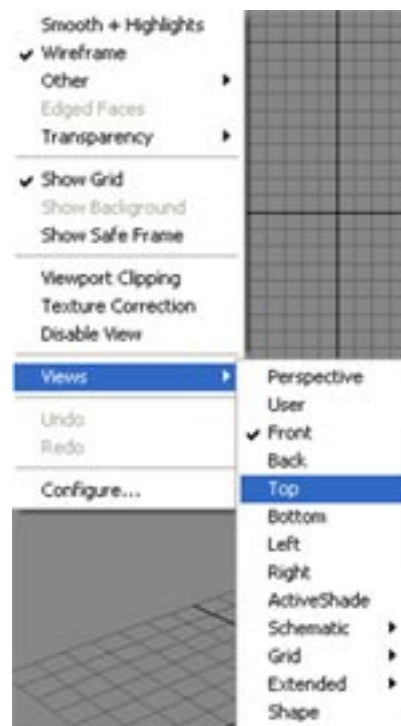 Smooth + Highlights
Wireframe
Other
Edged Faces
Transparency
Show Grid
Show Background
Show Safe Frame
Viewport Clipping
Texture Correction
Disable View
Views
Undo
Redo
Configure...
Perspective
User
Front
Back
Top
Bottom
Left
Right
ActiveShade
Schematic
Grid
Extended
Shape